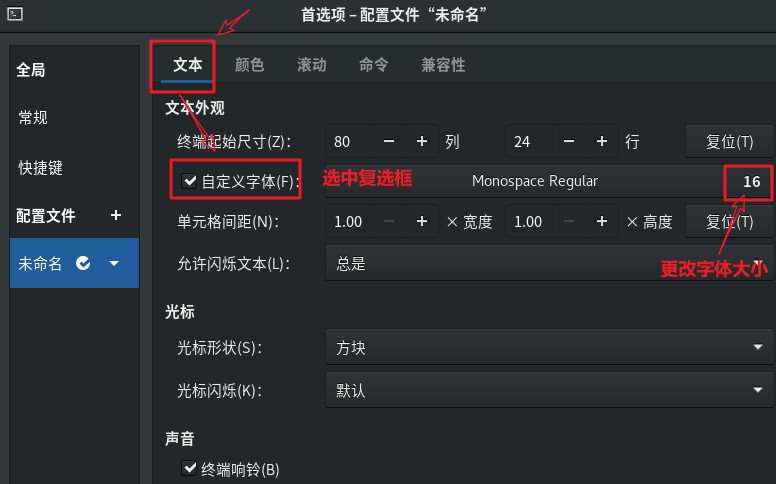 首选项 – 配置文件“未命名”
全局
常规
快捷键
配置文件 +
未命名
文本 颜色 滚动 命令 兼容性
文本外观
终端起始尺寸(Z)： 80 − + 列 24 − + 行 复位(T)
自定义字体(F)： 选中复选框 Monospace Regular 16
单元格间距(N)： 1.00 − + × 宽度 1.00 − + × 高度 复位(T)
允许闪烁文本(L)： 总是
更改字体大小
光标
光标形状(S)： 方块
光标闪烁(K)： 默认
声音
终端响铃(B)